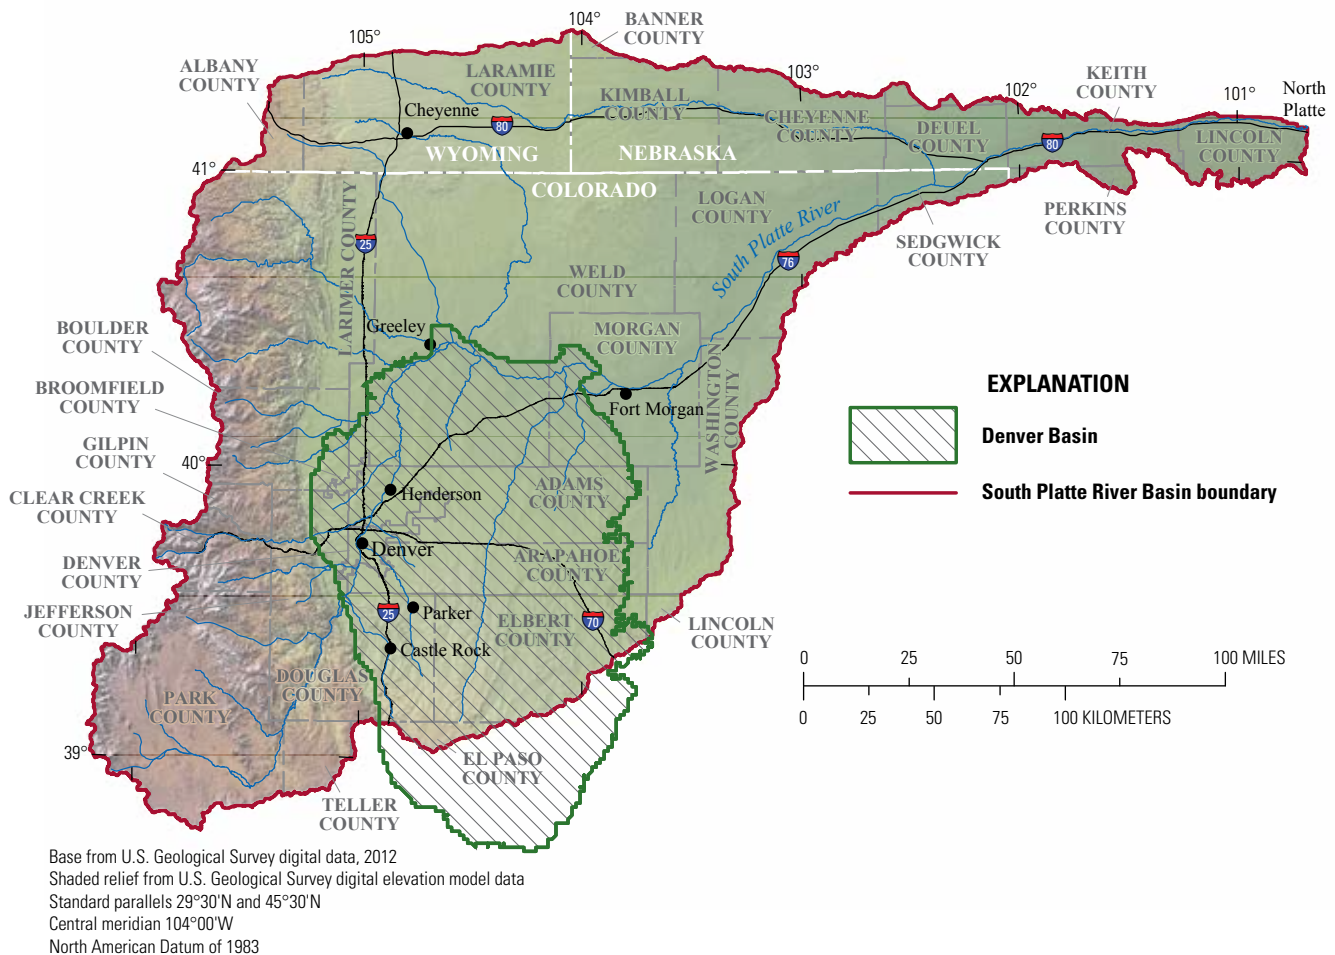 105°
104°
BANNER
COUNTY
ALBANY
COUNTY
LARAMIE
COUNTY
103°
KEITH
COUNTY
102°
101°
North
Platte
KIMBALL
COUNTY
Cheyenne
80
CHEYENNE
COUNTY
DEUEL
COUNTY
80
LINCOLN
COUNTY
WYOMING
NEBRASKA
41°
COLORADO
LOGAN
COUNTY
PERKINS
COUNTY
South Platte River
SEDGWICK
COUNTY
LARIMER COUNTY
25
76
WELD
COUNTY
BOULDER
COUNTY
Greeley
MORGAN
COUNTY
WASHINGTON
COUNTY
BROOMFIELD
COUNTY
Fort Morgan
GILPIN
COUNTY
40°
CLEAR CREEK
COUNTY
Henderson
ADAMS
COUNTY
Denver
ARAPAHOE
COUNTY
DENVER
COUNTY
JEFFERSON
COUNTY
25
Parker
ELBERT
COUNTY
70
LINCOLN
COUNTY
Castle Rock
DOUGLAS
COUNTY
PARK
COUNTY
39°
EL PASO
COUNTY
TELLER
COUNTY
EXPLANATION
Denver Basin
South Platte River Basin boundary
0 25 50 75 100 MILES
0 25 50 75 100 KILOMETERS
Base from U.S. Geological Survey digital data, 2012
Shaded relief from U.S. Geological Survey digital elevation model data
Standard parallels 29°30'N and 45°30'N
Central meridian 104°00'W
North American Datum of 1983